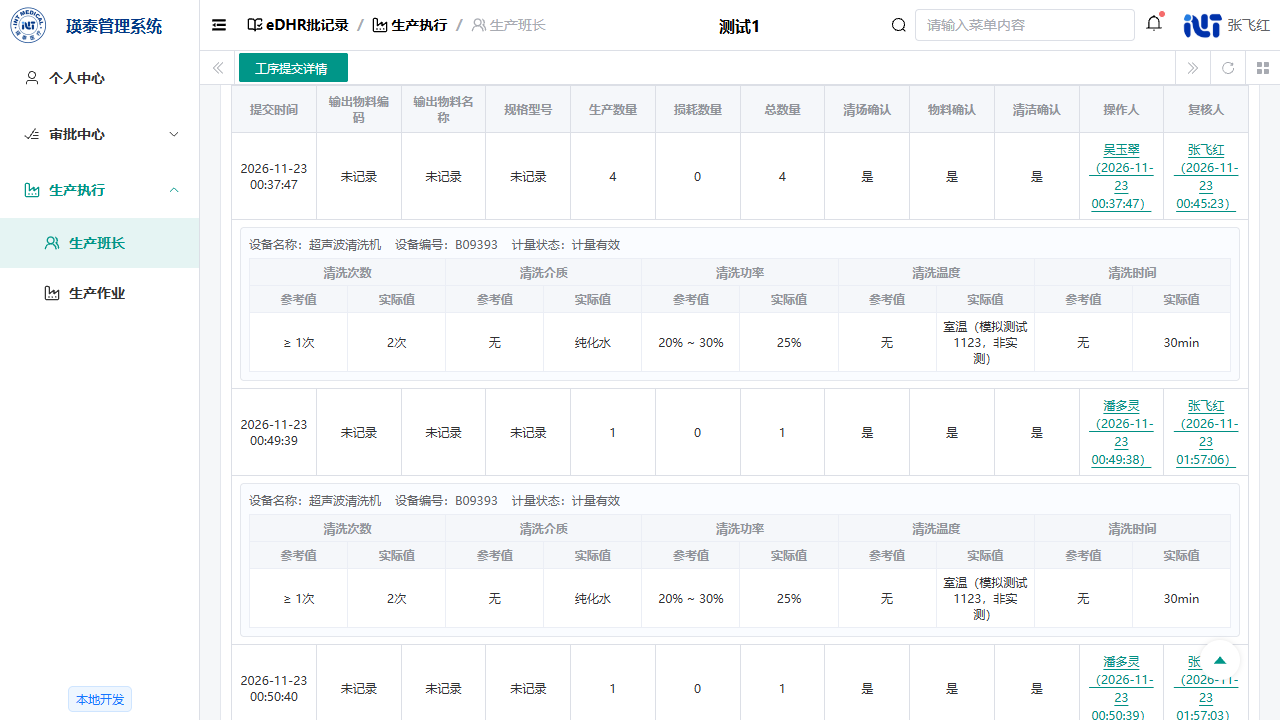 瑛泰管理系统
eDHR批记录 / 生产执行 / 生产班长
测试1
请输入菜单内容
张飞红
个人中心
审批中心
生产执行
生产班长
生产作业
本地开发
工序提交详情
提交时间 输出物料编码 输出物料名称 规格型号 生产数量 损耗数量 总数量 清场确认 物料确认 清洁确认 操作人 复核人
2026-11-23 00:37:47 未记录 未记录 未记录 4 0 4 是 是 是 吴玉翠（2026-11-23 00:37:47） 张飞红（2026-11-23 00:45:23）
设备名称：超声波清洗机 设备编号：B09393 计量状态：计量有效
清洗次数 清洗介质 清洗功率 清洗温度 清洗时间
参考值 实际值 参考值 实际值 参考值 实际值 参考值 实际值 参考值 实际值
≥ 1次 2次 无 纯化水 20% ~ 30% 25% 无 室温（模拟测试1123，非实测） 无 30min
2026-11-23 00:49:39 未记录 未记录 未记录 1 0 1 是 是 是 潘多灵（2026-11-23 00:49:38） 张飞红（2026-11-23 01:57:06）
设备名称：超声波清洗机 设备编号：B09393 计量状态：计量有效
清洗次数 清洗介质 清洗功率 清洗温度 清洗时间
参考值 实际值 参考值 实际值 参考值 实际值 参考值 实际值 参考值 实际值
≥ 1次 2次 无 纯化水 20% ~ 30% 25% 无 室温（模拟测试1123，非实测） 无 30min
2026-11-23 00:50:40 未记录 未记录 未记录 1 0 1 是 是 是 潘多灵（2026-11-23 00:50:39） 张 23 01:57:03）